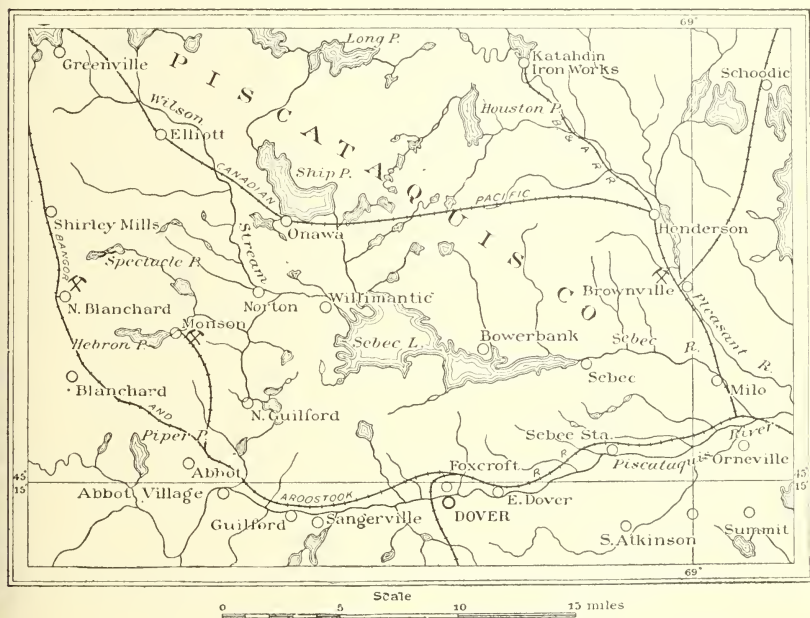 69°
Greenville
Long P.
Katahdin
Iron Works
Schoodic
PISCATAQUIS CO
Wilson
Stream
Houston P.
Elliott
Ship P.
B & A R R
CANADIAN
PACIFIC
Shirley Mills
Onawa
Henderson
BANGOR
Spectacle P.
Brownville
N. Blanchard
Norton
Willimantic
Pleasant R.
Monson
Hebron P.
Sebec L.
Bowerbank
Sebec R.
Sebec
Blanchard
Milo
AND
N. Guilford
Piper P.
Sebec Sta.
River
Abbot
Foxcroft
R R
Piscataquis
Orneville
45°
15'
45°
15'
Abbot Village
AROOSTOOK
E. Dover
Guilford
Sangerville
DOVER
S. Atkinson
Summit
69°
Scale
0 5 10 15 miles